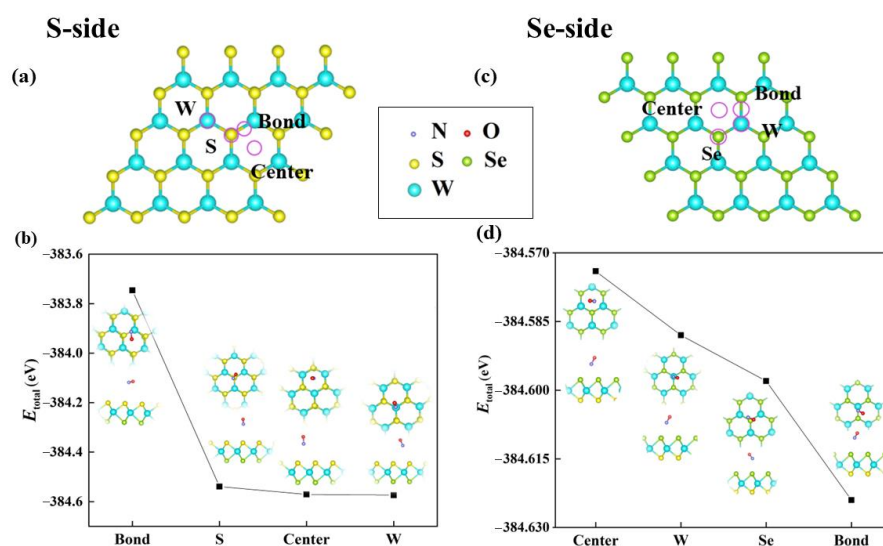 S-side
Se-side
(a)
W
Bond
S
Center
N
O
S
Se
W
(c)
Center
Bond
W
Se
(b)
−383.6
−383.8
−384.0
−384.2
−384.4
−384.6
E_total (eV)
Bond
S
Center
W
(d)
−384.570
−384.585
−384.600
−384.615
−384.630
E_total (eV)
Center
W
Se
Bond